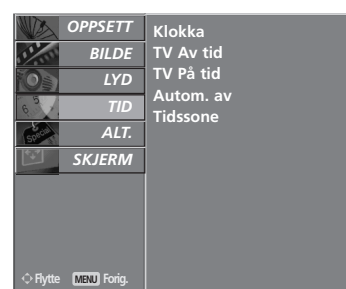 OPPSETT
BILDE
LYD
TID
ALT.
SKJERM
Klokka
TV Av tid
TV På tid
Autom. av
Tidssone
Special
Flytte MENU Forig.